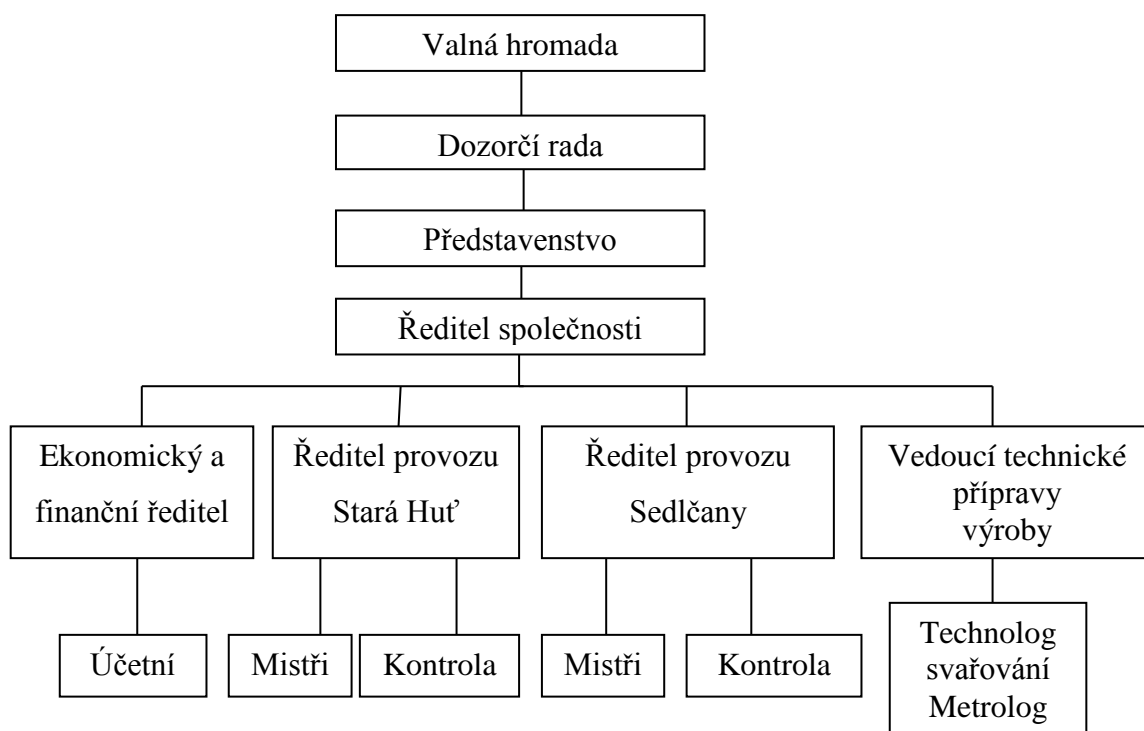 Valná hromada
Dozorčí rada
Představenstvo
Ředitel společnosti
Ekonomický a
finanční ředitel
Ředitel provozu
Stará Huť
Ředitel provozu
Sedlčany
Vedoucí technické
přípravy
výroby
Účetní
Mistři
Kontrola
Mistři
Kontrola
Technolog
svařování
Metrolog